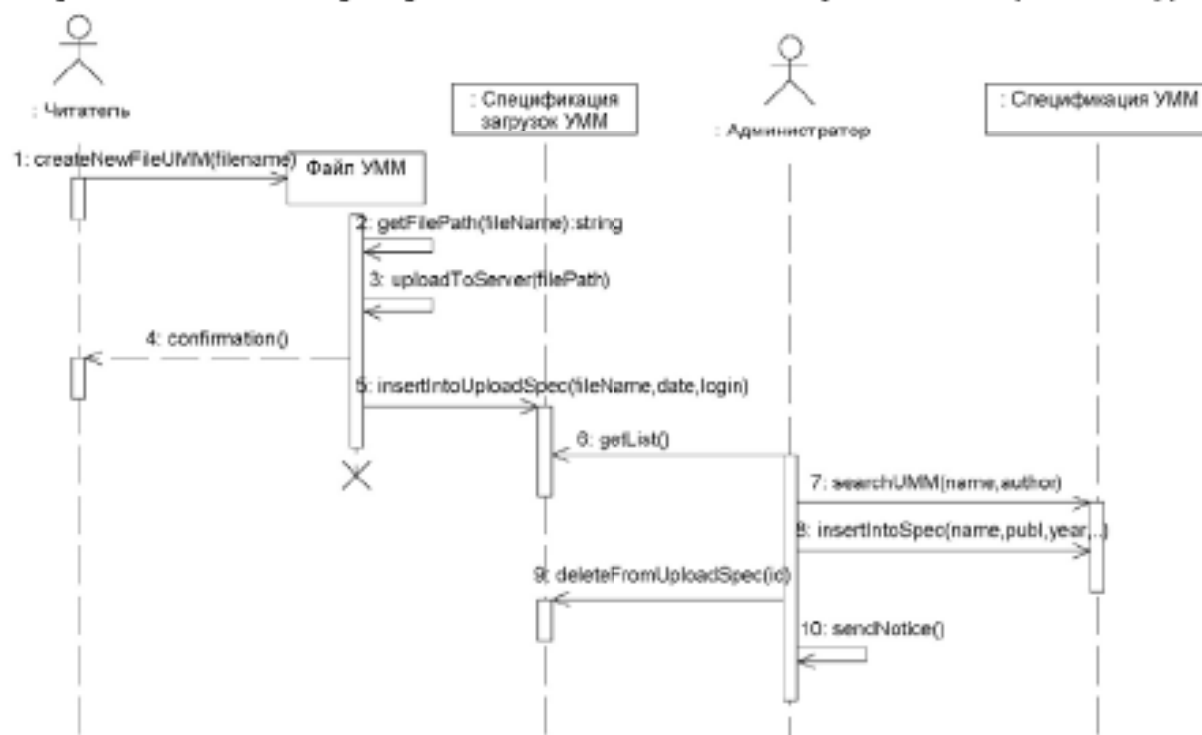 : Читатель
: Спецификация
загрузок УММ
: Администратор
: Спецификация УММ
1: createNewFileUMM(filename)
Файл УММ
2: getFilePath(fileName):string
3: uploadToServer(filePath)
4: confirmation()
5: insertIntoUploadSpec(fileName,date,login)
6: getList()
7: searchUMM(name,author)
8: insertIntoSpec(name,publ,year,..)
9: deleteFromUploadSpec(id)
10: sendNotice()